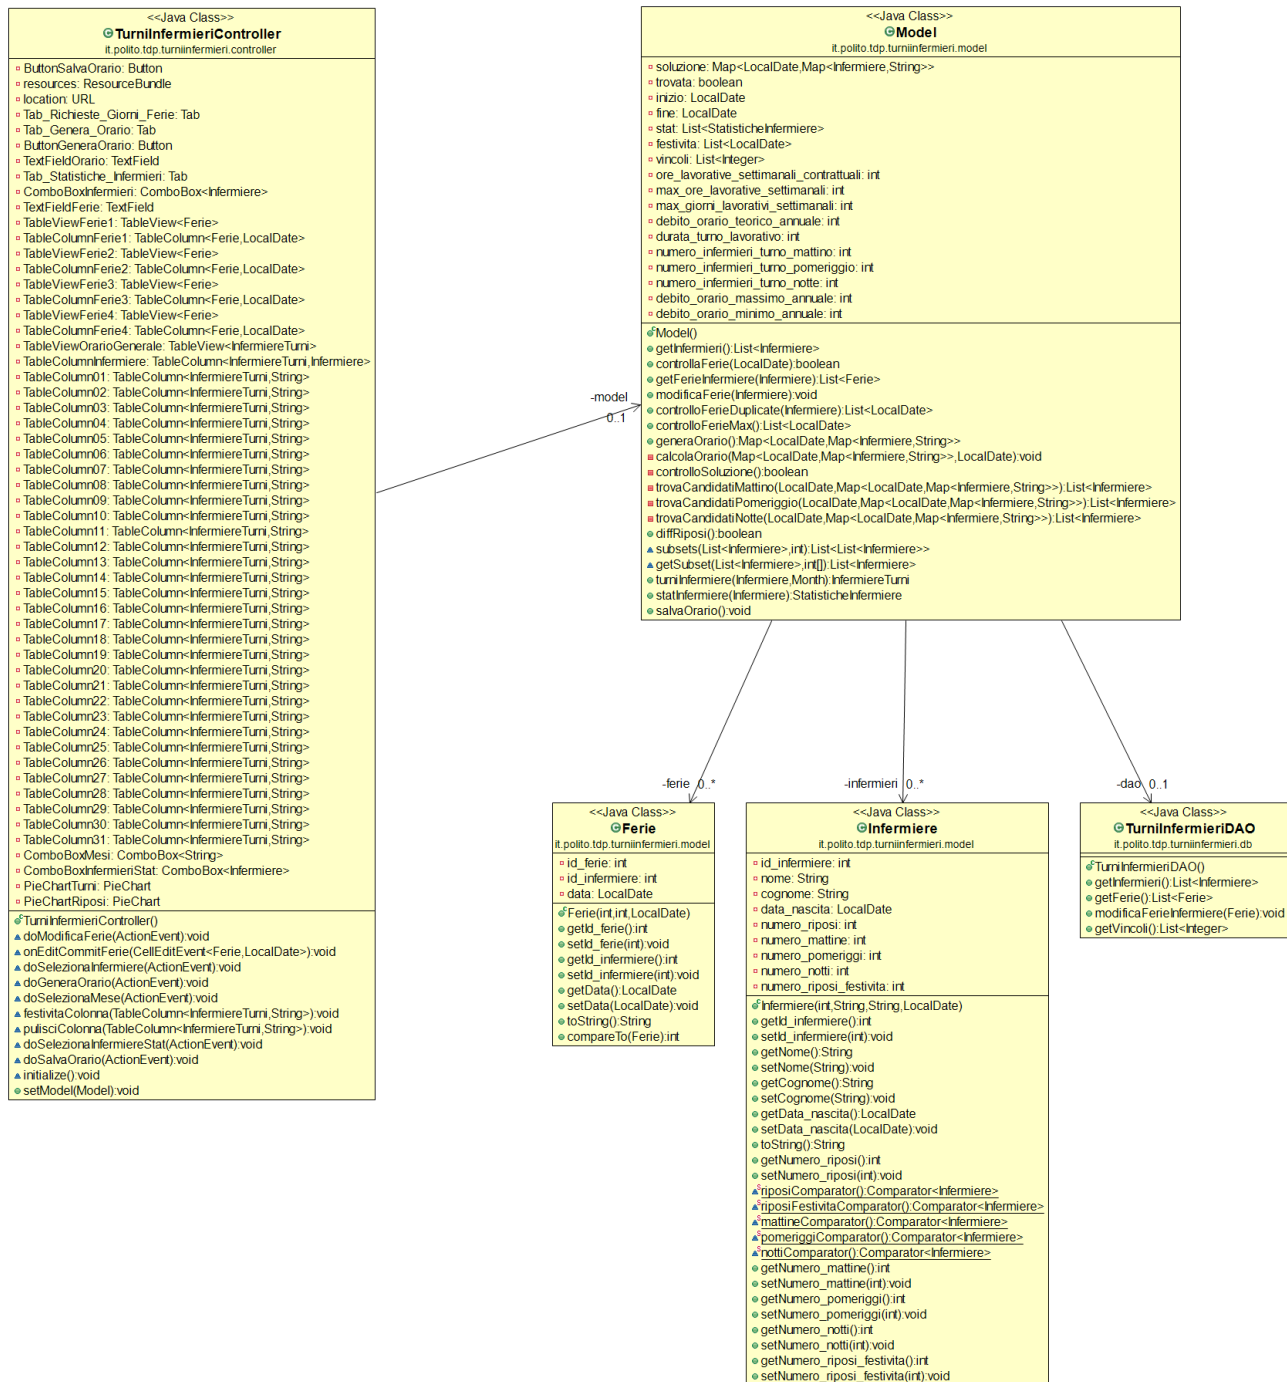 <<Java Class>>
TurniInfermieriController
it.polito.tdp.turniinfermieri.controller
ButtonSalvaOrario: Button
resources: ResourceBundle
location: URL
Tab_Richieste_Giorni_Ferie: Tab
Tab_Genera_Orario: Tab
ButtonGeneraOrario: Button
TextFieldOrario: TextField
Tab_Statistiche_Infermieri: Tab
ComboBoxInfermieri: ComboBox<Infermiere>
TextFieldFerie: TextField
TableViewFerie1: TableView<Ferie>
TableColumnFerie1: TableColumn<Ferie,LocalDate>
TableViewFerie2: TableView<Ferie>
TableColumnFerie2: TableColumn<Ferie,LocalDate>
TableViewFerie3: TableView<Ferie>
TableColumnFerie3: TableColumn<Ferie,LocalDate>
TableViewFerie4: TableView<Ferie>
TableColumnFerie4: TableColumn<Ferie,LocalDate>
TableViewOrarioGenerale: TableView<InfermiereTurni>
TableColumnInfermiere: TableColumn<InfermiereTurni,Infermiere>
TableColumn01: TableColumn<InfermiereTurni,String>
TableColumn02: TableColumn<InfermiereTurni,String>
TableColumn03: TableColumn<InfermiereTurni,String>
TableColumn04: TableColumn<InfermiereTurni,String>
TableColumn05: TableColumn<InfermiereTurni,String>
TableColumn06: TableColumn<InfermiereTurni,String>
TableColumn07: TableColumn<InfermiereTurni,String>
TableColumn08: TableColumn<InfermiereTurni,String>
TableColumn09: TableColumn<InfermiereTurni,String>
TableColumn10: TableColumn<InfermiereTurni,String>
TableColumn11: TableColumn<InfermiereTurni,String>
TableColumn12: TableColumn<InfermiereTurni,String>
TableColumn13: TableColumn<InfermiereTurni,String>
TableColumn14: TableColumn<InfermiereTurni,String>
TableColumn15: TableColumn<InfermiereTurni,String>
TableColumn16: TableColumn<InfermiereTurni,String>
TableColumn17: TableColumn<InfermiereTurni,String>
TableColumn18: TableColumn<InfermiereTurni,String>
TableColumn19: TableColumn<InfermiereTurni,String>
TableColumn20: TableColumn<InfermiereTurni,String>
TableColumn21: TableColumn<InfermiereTurni,String>
TableColumn22: TableColumn<InfermiereTurni,String>
TableColumn23: TableColumn<InfermiereTurni,String>
TableColumn24: TableColumn<InfermiereTurni,String>
TableColumn25: TableColumn<InfermiereTurni,String>
TableColumn26: TableColumn<InfermiereTurni,String>
TableColumn27: TableColumn<InfermiereTurni,String>
TableColumn28: TableColumn<InfermiereTurni,String>
TableColumn29: TableColumn<InfermiereTurni,String>
TableColumn30: TableColumn<InfermiereTurni,String>
TableColumn31: TableColumn<InfermiereTurni,String>
ComboBoxMesi: ComboBox<String>
ComboBoxInfermieriStat: ComboBox<Infermiere>
PieChartTurni: PieChart
PieChartRiposi: PieChart
TurniInfermieriController()
doModificaFerie(ActionEvent):void
onEditCommitFerie(CellEditEvent<Ferie,LocalDate>):void
doSelezionaInfermiere(ActionEvent):void
doGeneraOrario(ActionEvent):void
doSelezionaMese(ActionEvent):void
festivitaColonna(TableColumn<InfermiereTurni,String>):void
pulisciColonna(TableColumn<InfermiereTurni,String>):void
doSelezionaInfermiereStat(ActionEvent):void
doSalvaOrario(ActionEvent):void
initialize():void
setModel(Model):void
-model
0..1
<<Java Class>>
Model
it.polito.tdp.turniinfermieri.model
soluzione: Map<LocalDate,Map<Infermiere,String>>
trovata: boolean
inizio: LocalDate
fine: LocalDate
stat: List<StatisticheInfermiere>
festivita: List<LocalDate>
vincoli: List<Integer>
ore_lavorative_settimanali_contrattuali: int
max_ore_lavorative_settimanali: int
max_giorni_lavorativi_settimanali: int
debito_orario_teorico_annuale: int
durata_turno_lavorativo: int
numero_infermieri_turno_mattino: int
numero_infermieri_turno_pomeriggio: int
numero_infermieri_turno_notte: int
debito_orario_massimo_annuale: int
debito_orario_minimo_annuale: int
Model()
getInfermieri():List<Infermiere>
controllaFerie(LocalDate):boolean
getFerieInfermiere(Infermiere):List<Ferie>
modificaFerie(Infermiere):void
controlloFerieDuplicate(Infermiere):List<LocalDate>
controlloFerieMax():List<LocalDate>
generaOrario():Map<LocalDate,Map<Infermiere,String>>
calcolaOrario(Map<LocalDate,Map<Infermiere,String>>,LocalDate):void
controlloSoluzione():boolean
trovaCandidatiMattino(LocalDate,Map<LocalDate,Map<Infermiere,String>>):List<Infermiere>
trovaCandidatiPomeriggio(LocalDate,Map<LocalDate,Map<Infermiere,String>>):List<Infermiere>
trovaCandidatiNotte(LocalDate,Map<LocalDate,Map<Infermiere,String>>):List<Infermiere>
diffRiposi():boolean
subsets(List<Infermiere>,int):List<List<Infermiere>>
getSubset(List<Infermiere>,int[]):List<Infermiere>
turniInfermiere(Infermiere,Month):InfermiereTurni
statInfermiere(Infermiere):StatisticheInfermiere
salvaOrario():void
-ferie 0..*
-infermieri 0..*
-dao 0..1
<<Java Class>>
Ferie
it.polito.tdp.turniinfermieri.model
id_ferie: int
id_infermiere: int
data: LocalDate
Ferie(int,int,LocalDate)
getId_ferie():int
setId_ferie(int):void
getId_infermiere():int
setId_infermiere(int):void
getData():LocalDate
setData(LocalDate):void
toString():String
compareTo(Ferie):int
<<Java Class>>
Infermiere
it.polito.tdp.turniinfermieri.model
id_infermiere: int
nome: String
cognome: String
data_nascita: LocalDate
numero_riposi: int
numero_mattine: int
numero_pomeriggi: int
numero_notti: int
numero_riposi_festivita: int
Infermiere(int,String,String,LocalDate)
getId_infermiere():int
setId_infermiere(int):void
getNome():String
setNome(String):void
getCognome():String
setCognome(String):void
getData_nascita():LocalDate
setData_nascita(LocalDate):void
toString():String
getNumero_riposi():int
setNumero_riposi(int):void
riposiComparator():Comparator<Infermiere>
riposiFestivitaComparator():Comparator<Infermiere>
mattineComparator():Comparator<Infermiere>
pomeriggiComparator():Comparator<Infermiere>
nottiComparator():Comparator<Infermiere>
getNumero_mattine():int
setNumero_mattine(int):void
getNumero_pomeriggi():int
setNumero_pomeriggi(int):void
getNumero_notti():int
setNumero_notti(int):void
getNumero_riposi_festivita():int
setNumero_riposi_festivita(int):void
<<Java Class>>
TurniInfermieriDAO
it.polito.tdp.turniinfermieri.db
TurniInfermieriDAO()
getInfermieri():List<Infermiere>
getFerie():List<Ferie>
modificaFerieInfermiere(Ferie):void
getVincoli():List<Integer>